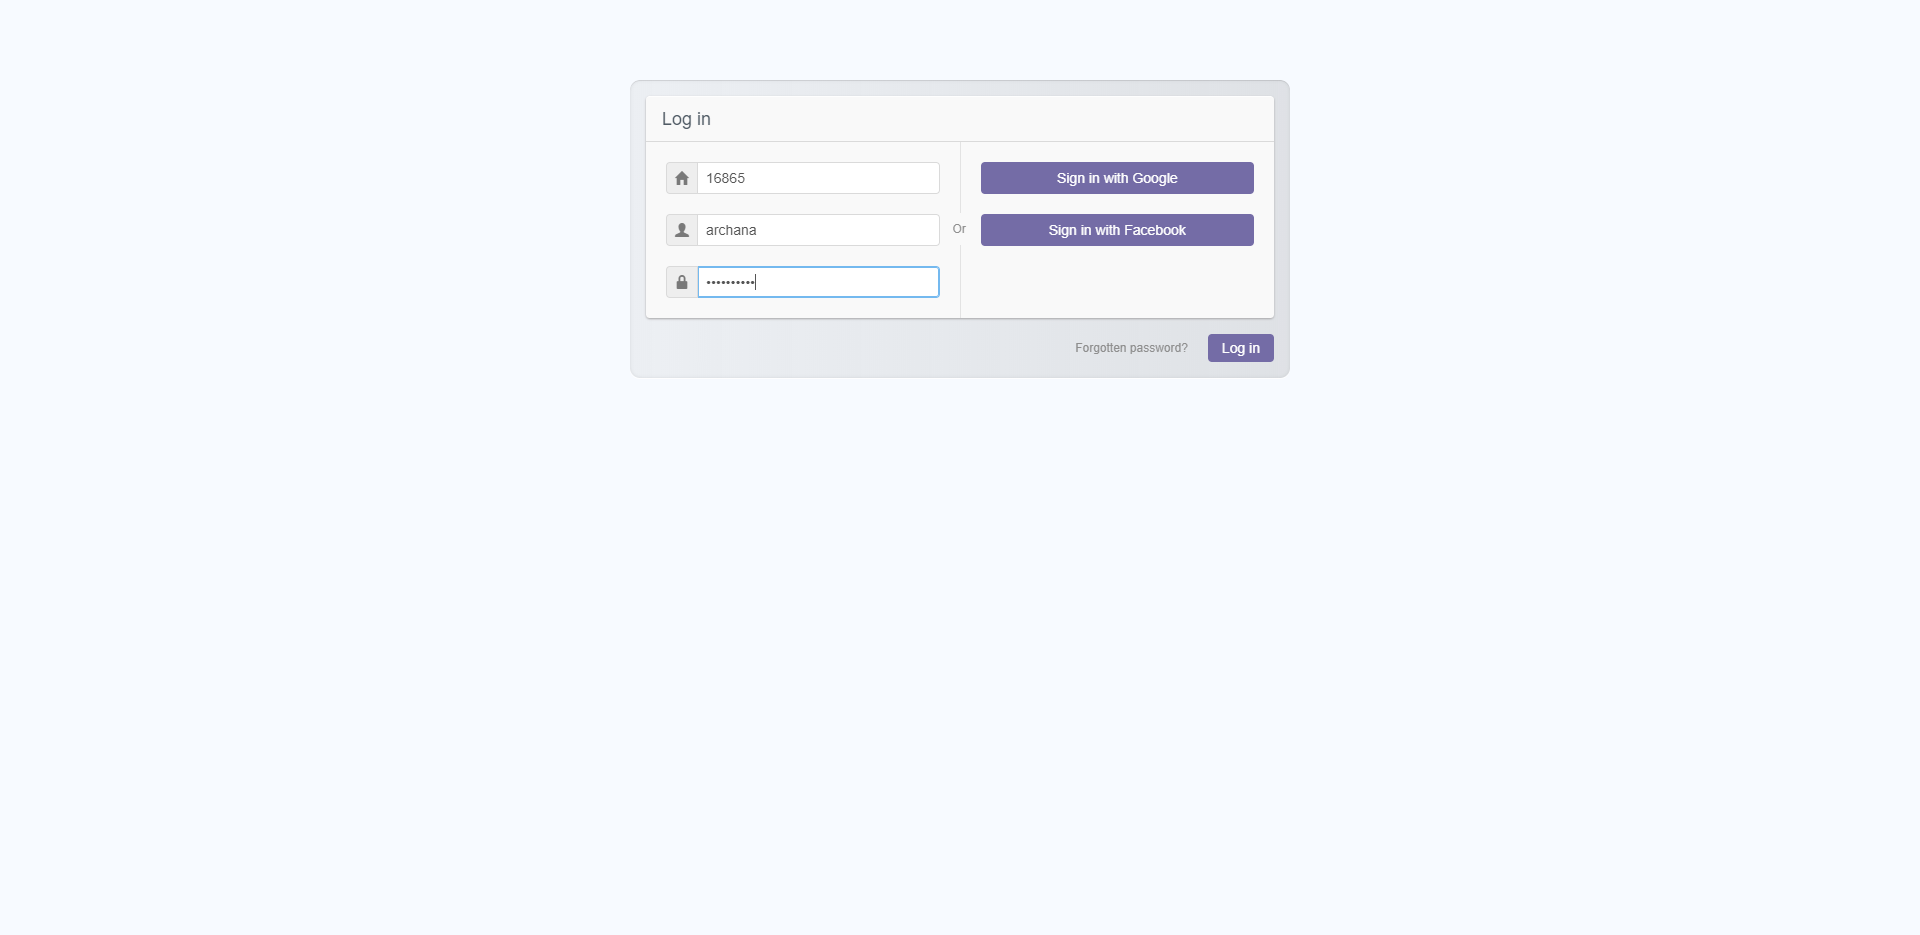 Log in
16865
Sign in with Google
archana
Or
Sign in with Facebook
••••••••••
Forgotten password?
Log in